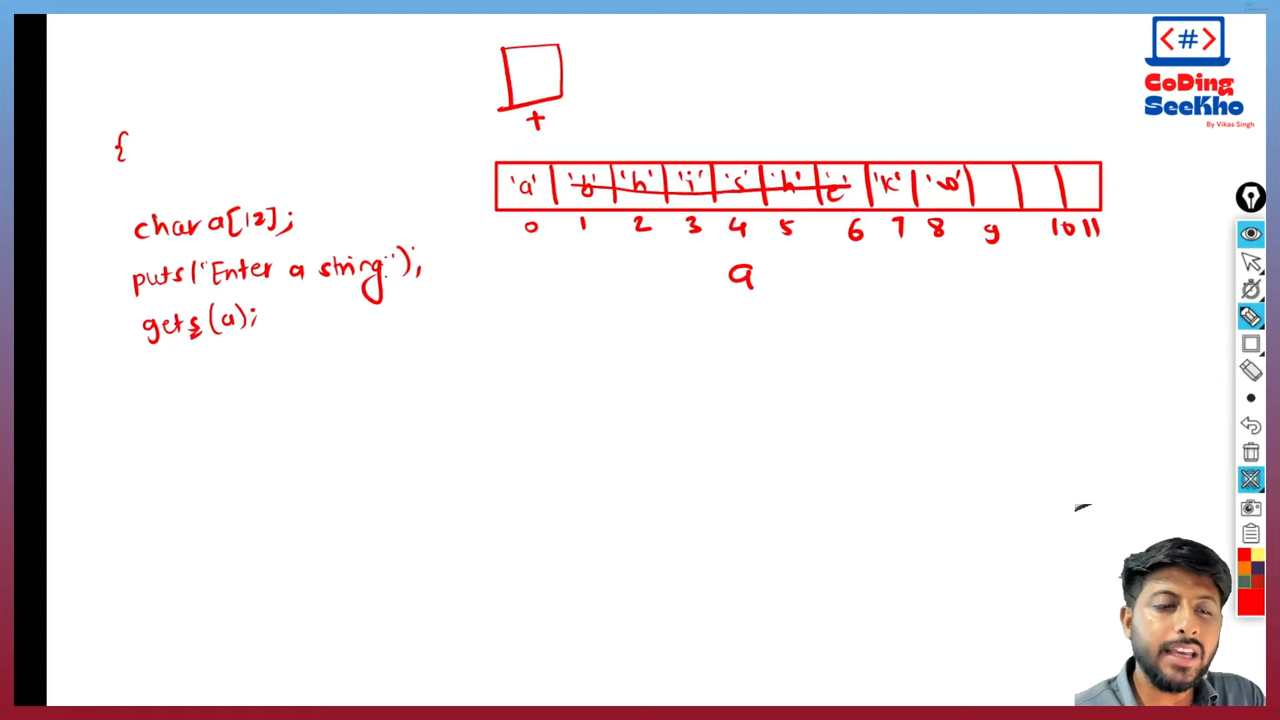 <#>
CoDing
SeeKho
By Vikas Singh
+
{
'a' 'b' 'h' 'i' 's' 'h' 'e' 'k'
0 1 2 3 4 5 6 7 8 9 10 11
char a[12];
puts("Enter a string:");
gets(a);
a